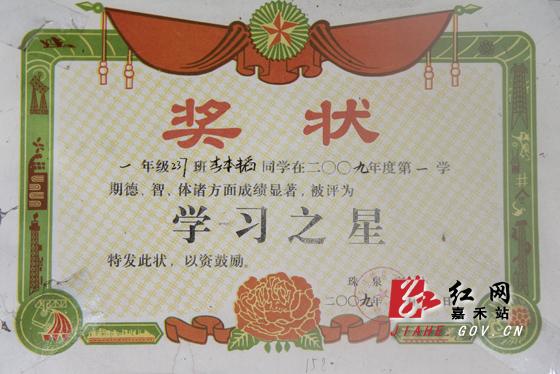 奖状
一年级237班李本韬同学在二〇〇九年度第一学
期德、智、体诸方面成绩显著，被评为
学习之星
特发此状，以资鼓励。
珠泉
二〇〇九年 日
红网
嘉禾站
JIAHE.GOV.CN